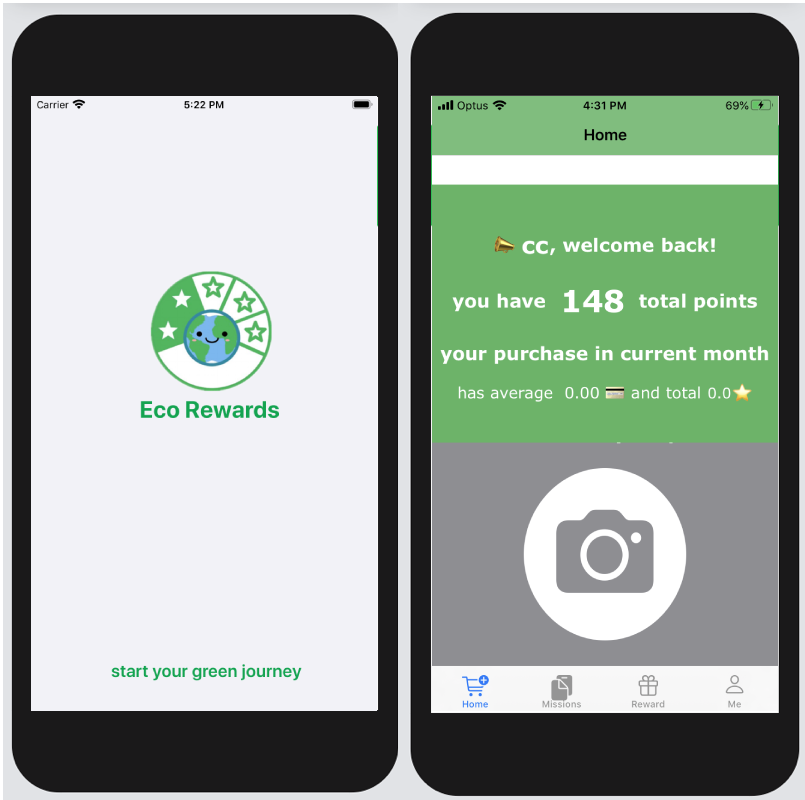 Carrier 5:22 PM
Eco Rewards
start your green journey
Optus 4:31 PM 69%
Home
cc, welcome back!
you have 148 total points
your purchase in current month
has average 0.00 and total 0.0
Home Missions Reward Me